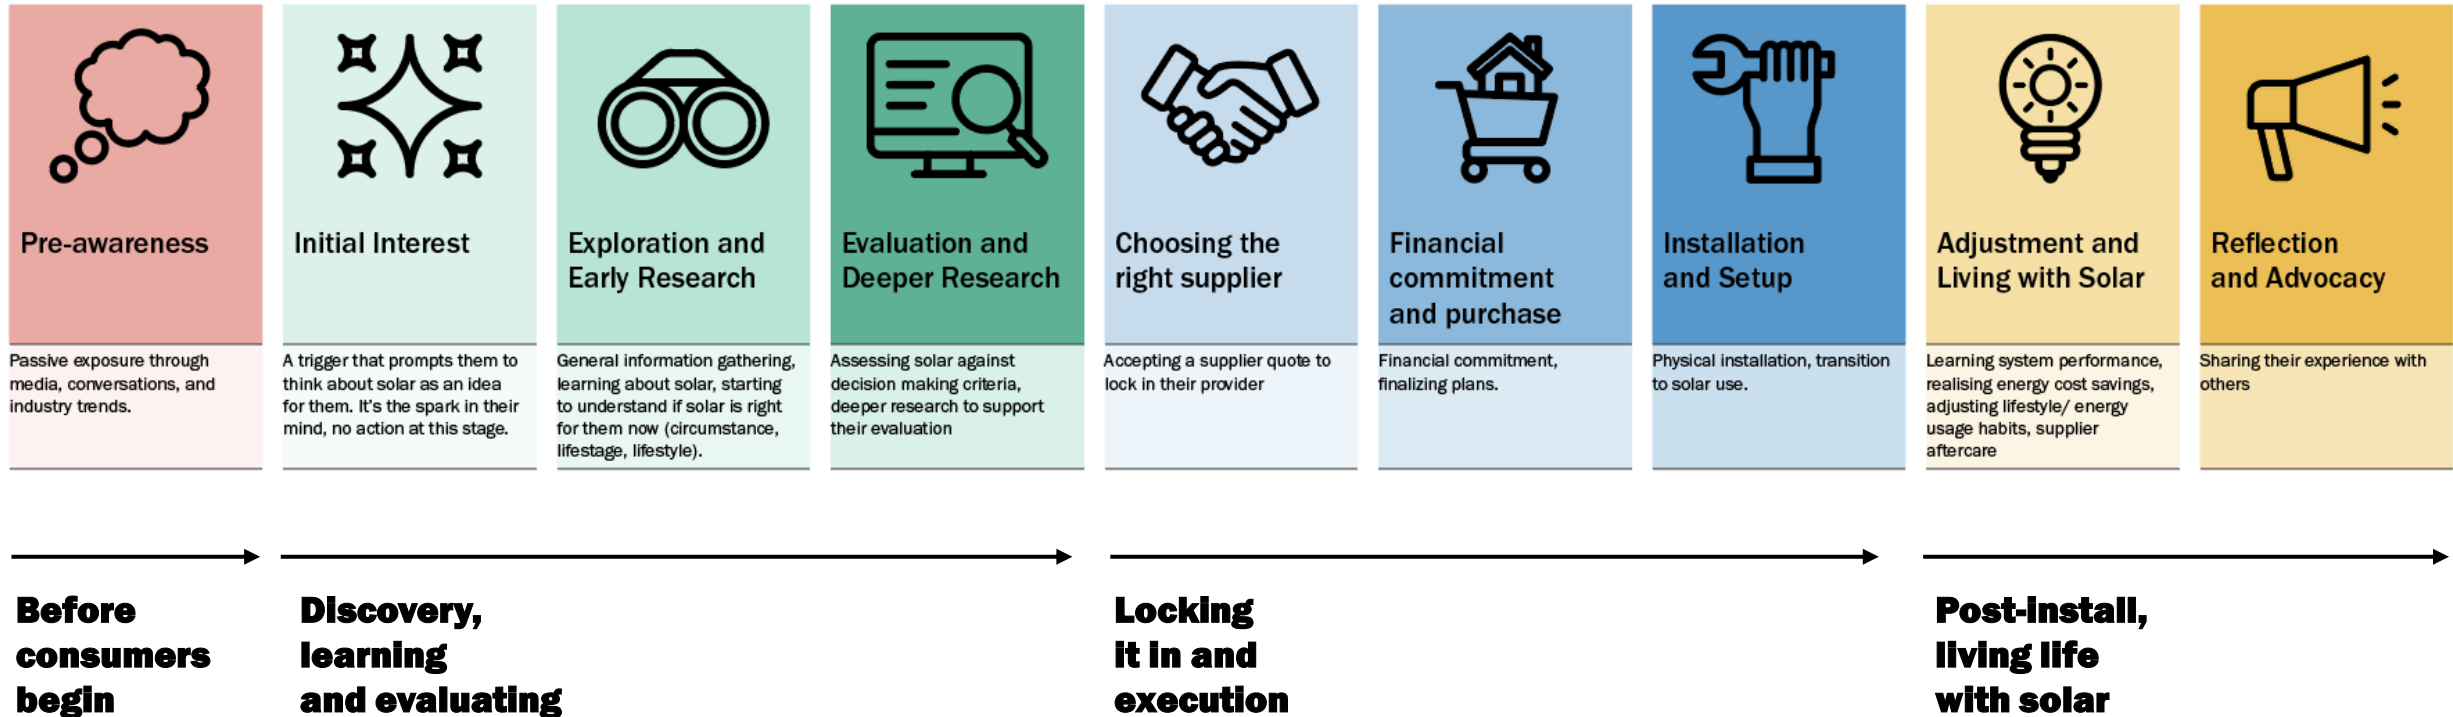 Pre-awareness
Passive exposure through
media, conversations, and
industry trends.
Initial Interest
A trigger that prompts them to
think about solar as an idea
for them. It's the spark in their
mind, no action at this stage.
Exploration and
Early Research
General information gathering,
learning about solar, starting
to understand if solar is right
for them now (circumstance,
lifestage, lifestyle).
Evaluation and
Deeper Research
Assessing solar against
decision making criteria,
deeper research to support
their evaluation
Choosing the
right supplier
Accepting a supplier quote to
lock in their provider
Financial
commitment
and purchase
Financial commitment,
finalizing plans.
Installation
and Setup
Physical installation, transition
to solar use.
Adjustment and
Living with Solar
Learning system performance,
realising energy cost savings,
adjusting lifestyle/ energy
usage habits, supplier
aftercare
Reflection
and Advocacy
Sharing their experience with
others
Before
consumers
begin
Discovery,
learning
and evaluating
Locking
it in and
execution
Post-install,
living life
with solar